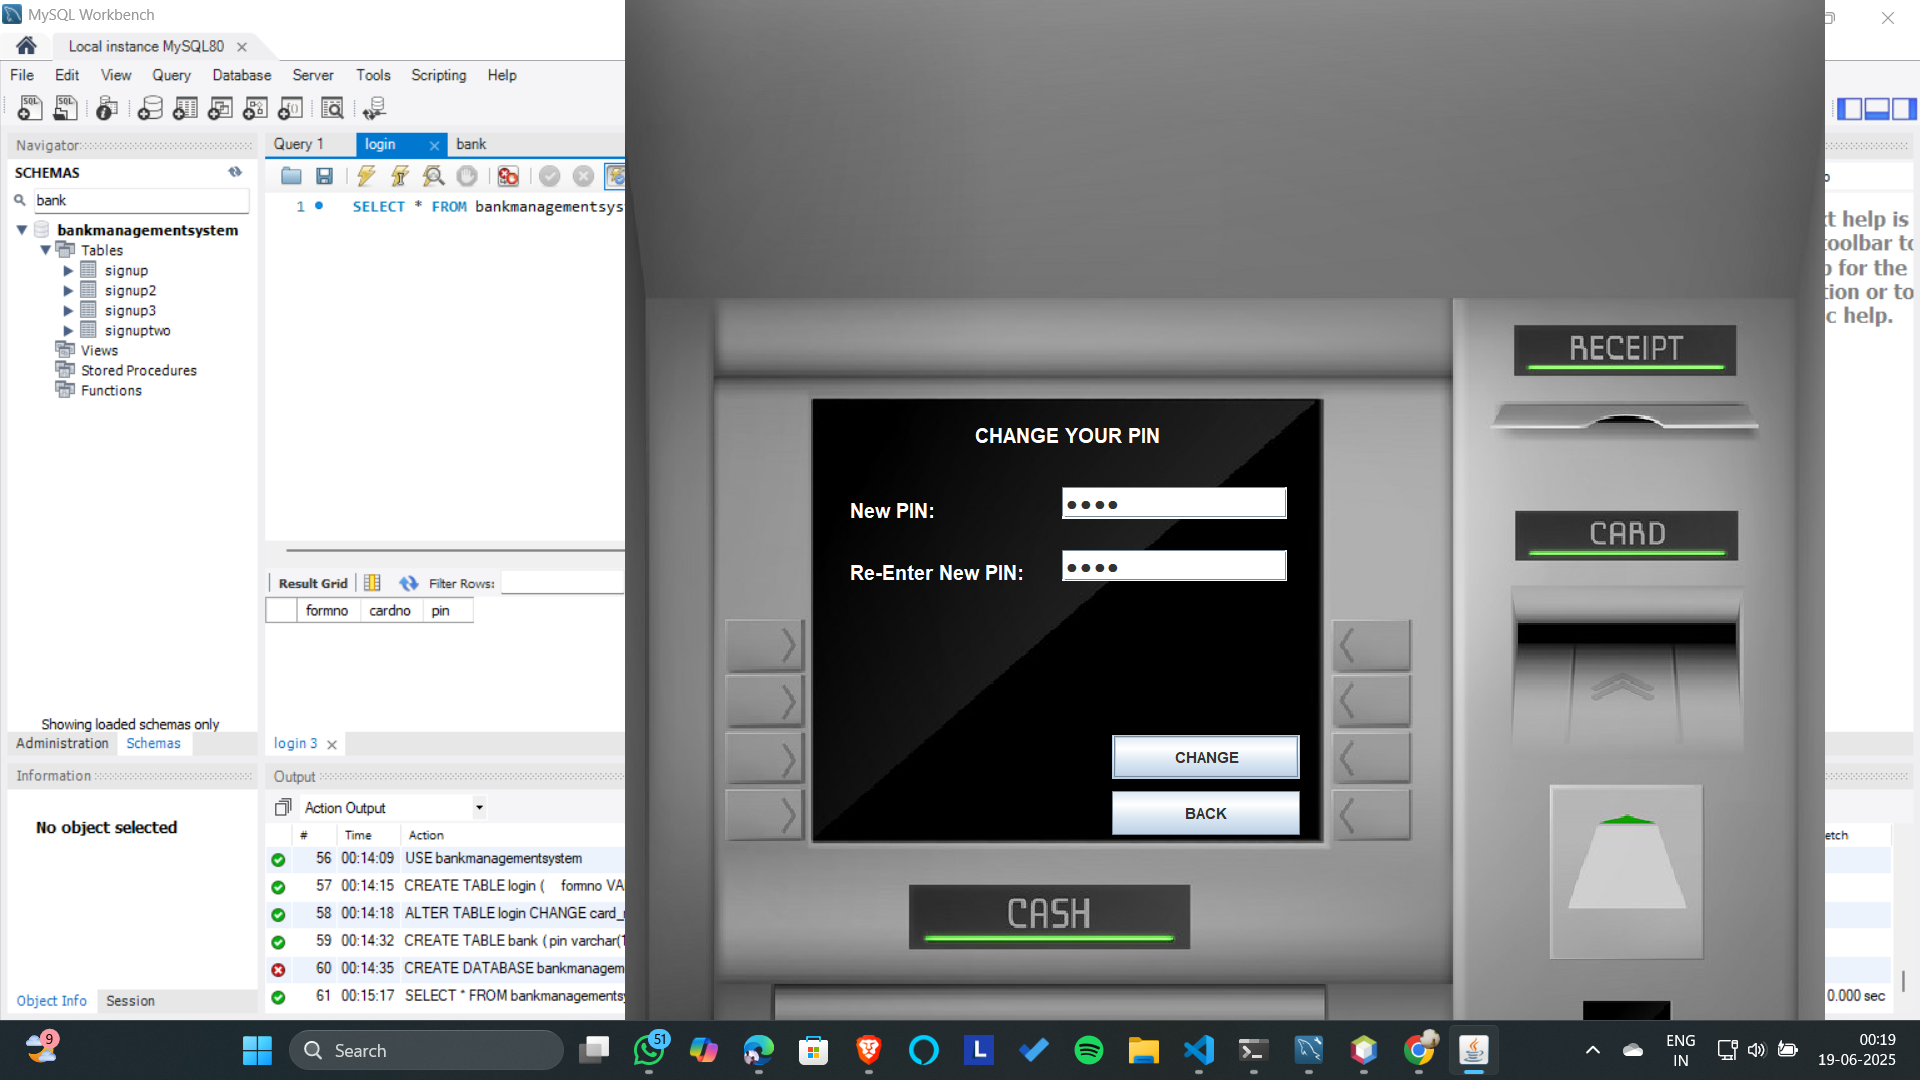 MySQL Workbench
Local instance MySQL80
File Edit View Query Database Server Tools Scripting Help
Navigator
SCHEMAS
bank
bankmanagementsystem
Tables
signup
signup2
signup3
signuptwo
Views
Stored Procedures
Functions
Showing loaded schemas only
Administration Schemas
Information
No object selected
Object Info Session
Query 1 login bank
1 SELECT * FROM bankmanagementsys
Result Grid Filter Rows:
formno cardno pin
login 3
Output
Action Output
# Time Action
56 00:14:09 USE bankmanagementsystem
57 00:14:15 CREATE TABLE login ( formno VA
58 00:14:18 ALTER TABLE login CHANGE card_
59 00:14:32 CREATE TABLE bank ( pin varchar(1
60 00:14:35 CREATE DATABASE bankmanagem
61 00:15:17 SELECT * FROM bankmanagements
CHANGE YOUR PIN
New PIN:
Re-Enter New PIN:
CHANGE
BACK
CASH
RECEIPT
CARD
t help is
toolbar to
p for the
tion or to
c help.
etch
0.000 sec
9
Search
51
L
ENG
IN
00:19
19-06-2025